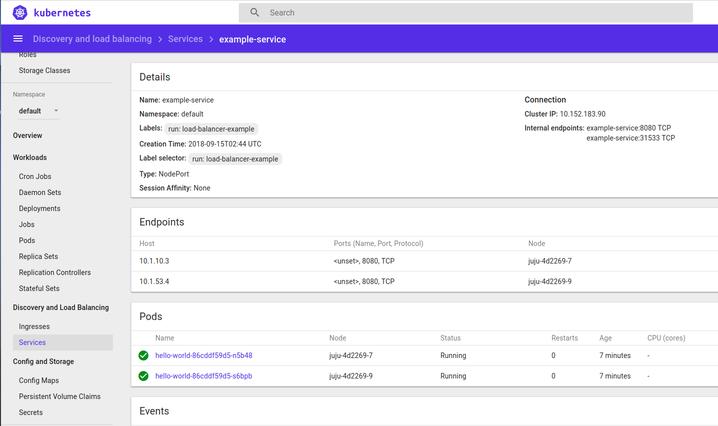 kubernetes
Search
Discovery and load balancing > Services > example-service
Roles
Storage Classes
Namespace
default
Overview
Workloads
Cron Jobs
Daemon Sets
Deployments
Jobs
Pods
Replica Sets
Replication Controllers
Stateful Sets
Discovery and Load Balancing
Ingresses
Services
Config and Storage
Config Maps
Persistent Volume Claims
Secrets
Details
Name: example-service
Namespace: default
Labels: run: load-balancer-example
Creation Time: 2018-09-15T02:44 UTC
Label selector: run: load-balancer-example
Type: NodePort
Session Affinity: None
Connection
Cluster IP: 10.152.183.90
Internal endpoints: example-service:8080 TCP
example-service:31533 TCP
Endpoints
Host Ports (Name, Port, Protocol) Node
10.1.10.3 <unset>, 8080, TCP juju-4d2269-7
10.1.53.4 <unset>, 8080, TCP juju-4d2269-9
Pods
Name Node Status Restarts Age CPU (cores)
hello-world-86cddf59d5-n5b48 juju-4d2269-7 Running 0 7 minutes -
hello-world-86cddf59d5-s6bpb juju-4d2269-9 Running 0 7 minutes -
Events